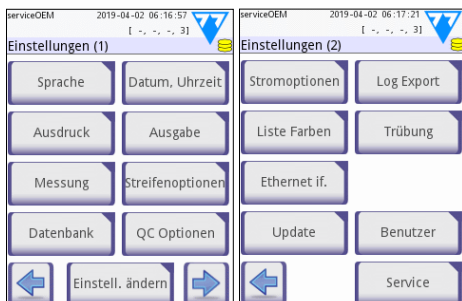 serviceOEM 2019-04-02 06:16:57
[ -, -, -, 3]
Einstellungen (1)
Sprache Datum, Uhrzeit
Ausdruck Ausgabe
Messung Streifenoptionen
Datenbank QC Optionen
Einstell. ändern
serviceOEM 2019-04-02 06:17:21
[ -, -, -, 3]
Einstellungen (2)
Stromoptionen Log Export
Liste Farben Trübung
Ethernet if.
Update Benutzer
Service